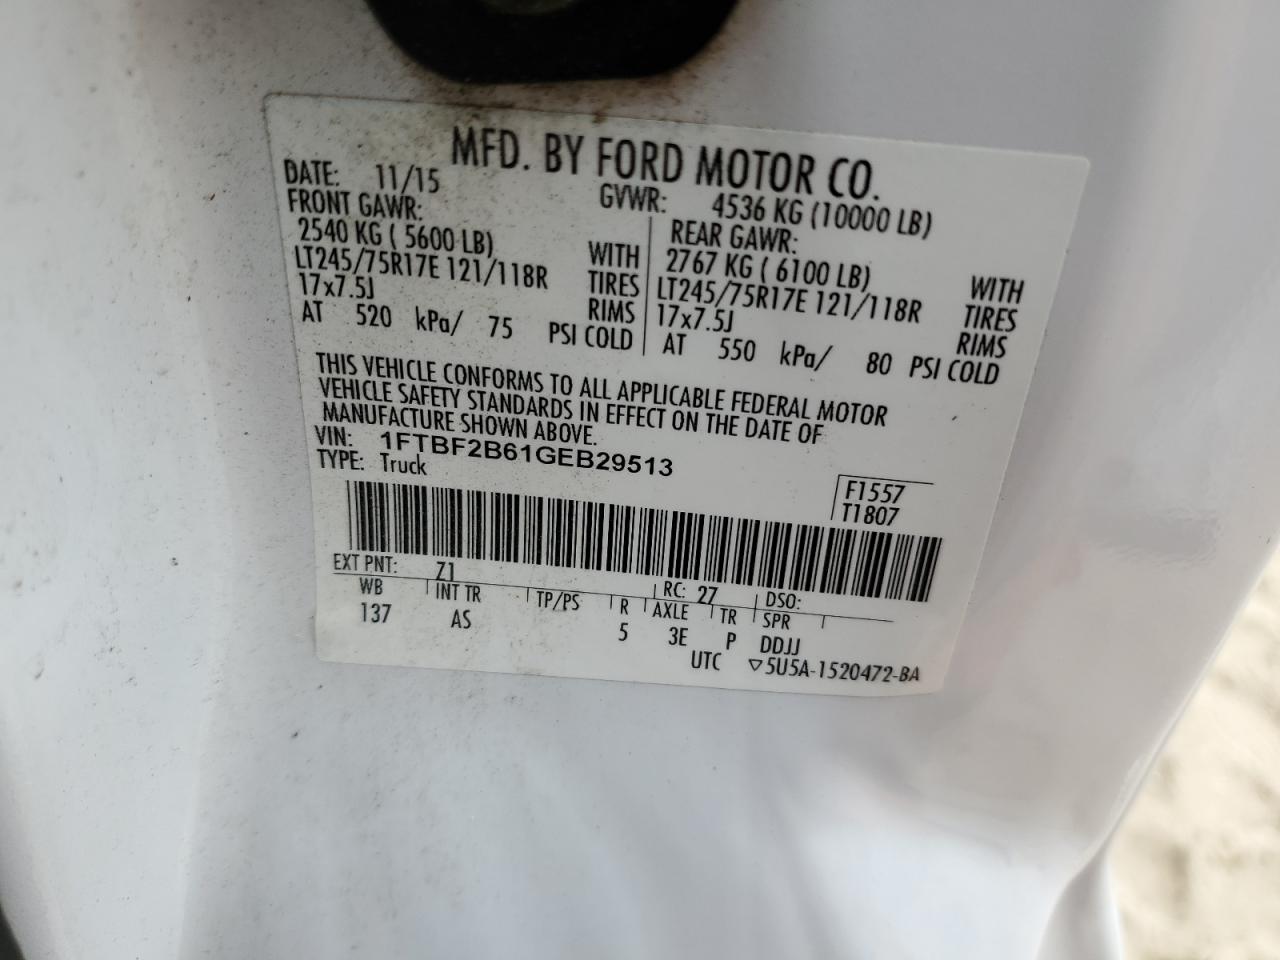 MFD. BY FORD MOTOR CO.
DATE: 11/15 GVWR: 4536 KG (10000 LB)
FRONT GAWR: REAR GAWR:
2540 KG ( 5600 LB) WITH 2767 KG ( 6100 LB) WITH
LT245/75R17E 121/118R TIRES LT245/75R17E 121/118R TIRES
17x7.5J RIMS 17x7.5J RIMS
AT 520 kPa/ 75 PSI COLD AT 550 kPa/ 80 PSI COLD
THIS VEHICLE CONFORMS TO ALL APPLICABLE FEDERAL MOTOR
VEHICLE SAFETY STANDARDS IN EFFECT ON THE DATE OF
MANUFACTURE SHOWN ABOVE.
VIN: 1FTBF2B61GEB29513
TYPE: Truck
F1557
T1807
EXT PNT: Z1 RC: 27 DSO:
WB INT TR TP/PS R AXLE TR SPR
137 AS 5 3E P DDJJ
UTC ▽5U5A-1520472-BA